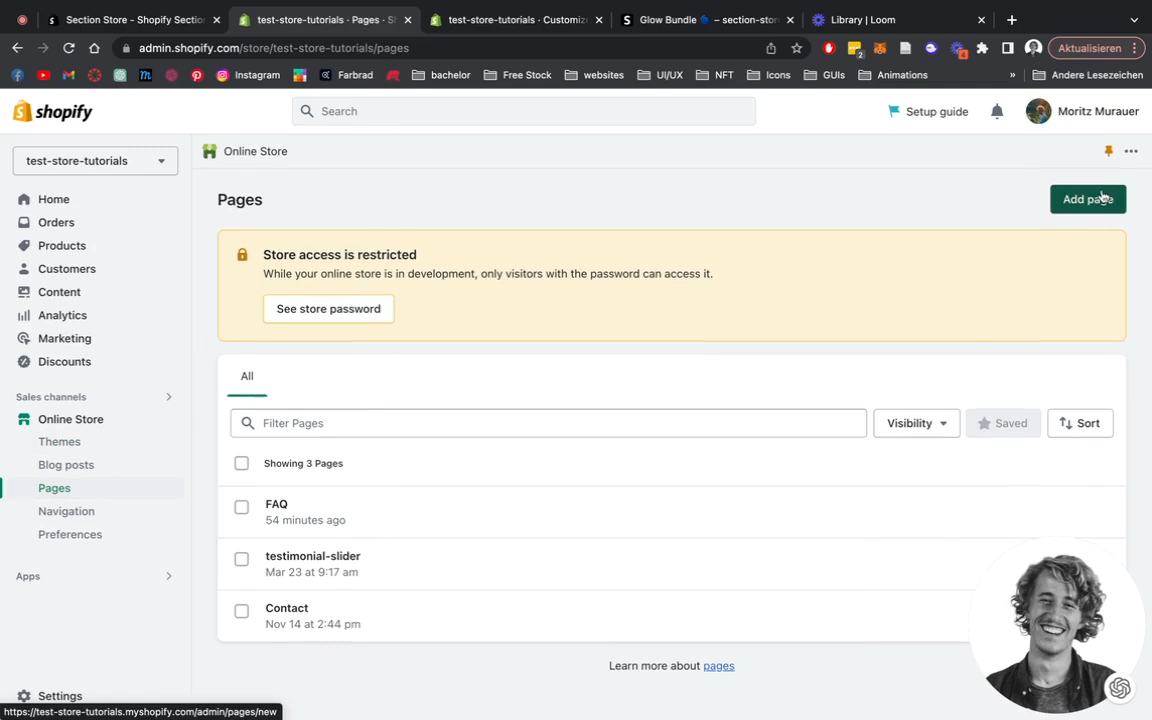 Section Store - Shopify Section
test-store-tutorials · Pages · Sh
test-store-tutorials · Customize
Glow Bundle 🔵 – section-stor
Library | Loom
admin.shopify.com/store/test-store-tutorials/pages
2
4
Aktualisieren
Instagram
Farbrad
bachelor
Free Stock
websites
UI/UX
NFT
Icons
GUIs
Animations
»
Andere Lesezeichen
shopify
Search
Setup guide
Moritz Murauer
test-store-tutorials
Online Store
Home
Orders
Products
Customers
Content
Analytics
Marketing
Discounts
Sales channels
Online Store
Themes
Blog posts
Pages
Navigation
Preferences
Apps
Settings
Pages
Add page
Store access is restricted
While your online store is in development, only visitors with the password can access it.
See store password
All
Filter Pages
Visibility
Saved
Sort
Showing 3 Pages
FAQ
54 minutes ago
testimonial-slider
Mar 23 at 9:17 am
Contact
Nov 14 at 2:44 pm
Learn more about pages
https://test-store-tutorials.myshopify.com/admin/pages/new